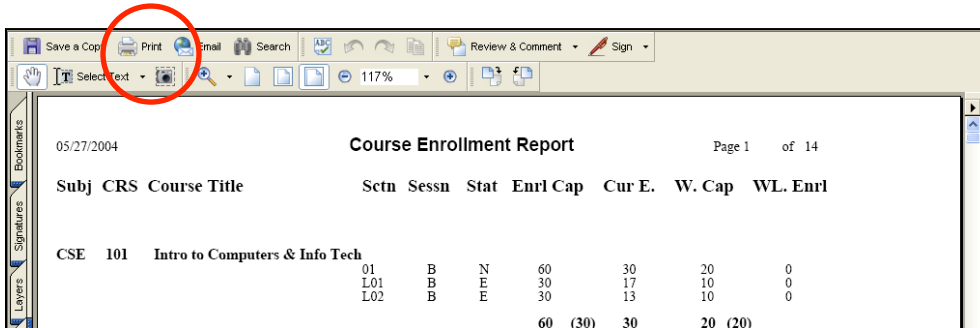 Save a Copy Print Email Search Review & Comment Sign
Select Text 117%
Bookmarks
Signatures
Layers
05/27/2004 Course Enrollment Report Page 1 of 14
Subj CRS Course Title Sctn Sessn Stat Enrl Cap Cur E. W. Cap WL. Enrl
CSE 101 Intro to Computers & Info Tech
01 B N 60 30 20 0
L01 B E 30 17 10 0
L02 B E 30 13 10 0
60 (30) 30 20 (20)